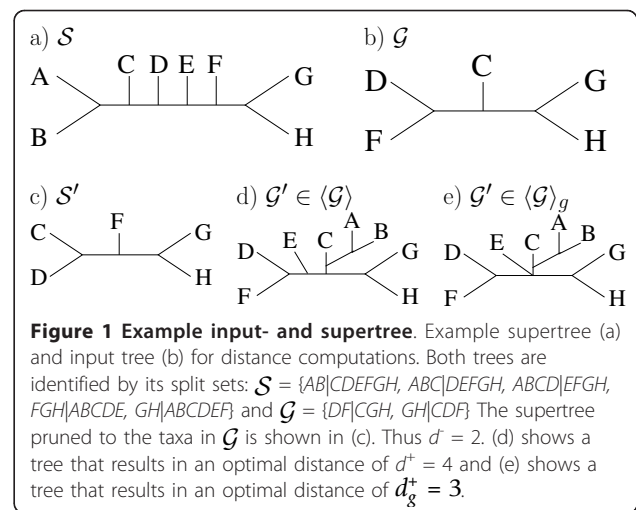 a) 𝒮
A
B
C D E F
G
H
b) 𝒢
D
F
C
G
H
c) 𝒮′
C
D
F
G
H
d) 𝒢′ ∈ ⟨𝒢⟩
D
F
E
C
A
B
G
H
e) 𝒢′ ∈ ⟨𝒢⟩g
D
F
E
C
A
B
G
H
Figure 1 Example input- and supertree. Example supertree (a)
and input tree (b) for distance computations. Both trees are
identified by its split sets: 𝒮 = {AB|CDEFGH, ABC|DEFGH, ABCD|EFGH,
FGH|ABCDE, GH|ABCDEF} and 𝒢 = {DF|CGH, GH|CDF} The supertree
pruned to the taxa in 𝒢 is shown in (c). Thus d⁻ = 2. (d) shows a
tree that results in an optimal distance of d⁺ = 4 and (e) shows a
tree that results in an optimal distance of d⁺g = 3.